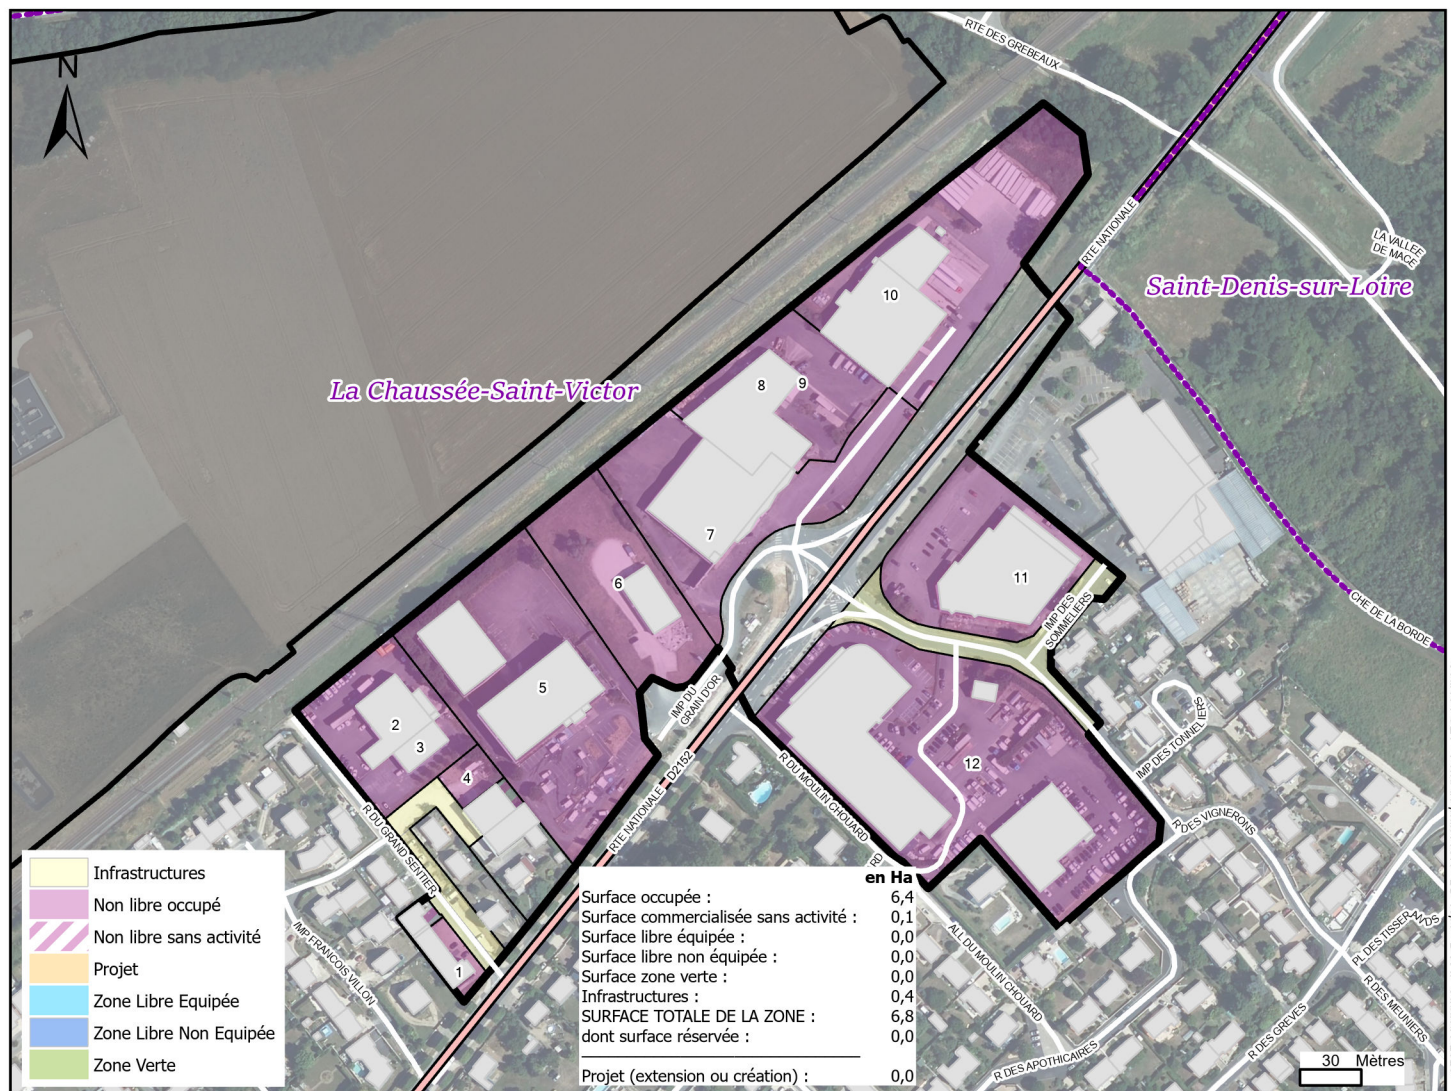 N
RTE DES GREBEAUX
RTE NATIONALE
LA VALLEE
DE MACE
Saint-Denis-sur-Loire
La Chaussée-Saint-Victor
10
8
9
7
6
11
IMP DES
SOMMELIERS
CHE DE LA BORDE
5
IMP DU
GRAIN D'OR
2
3
4
12
IMP DES TONNELIERS
R DU MOULIN CHOUARD
RTE NATIONALE - D2152
R DU GRAND SENTIER
R DES VIGNERONS
RD
IMP FRANCOIS VILLON
1
ALL DU MOULIN CHOUARD
PL DES TISSERANDS
R DES MEUNIERS
R DES GREVES
R DES APOTHICAIRES
Infrastructures
Non libre occupé
Non libre sans activité
Projet
Zone Libre Equipée
Zone Libre Non Equipée
Zone Verte
en Ha
Surface occupée : 6,4
Surface commercialisée sans activité : 0,1
Surface libre équipée : 0,0
Surface libre non équipée : 0,0
Surface zone verte : 0,0
Infrastructures : 0,4
SURFACE TOTALE DE LA ZONE : 6,8
dont surface réservée : 0,0
Projet (extension ou création) : 0,0
30 Mètres